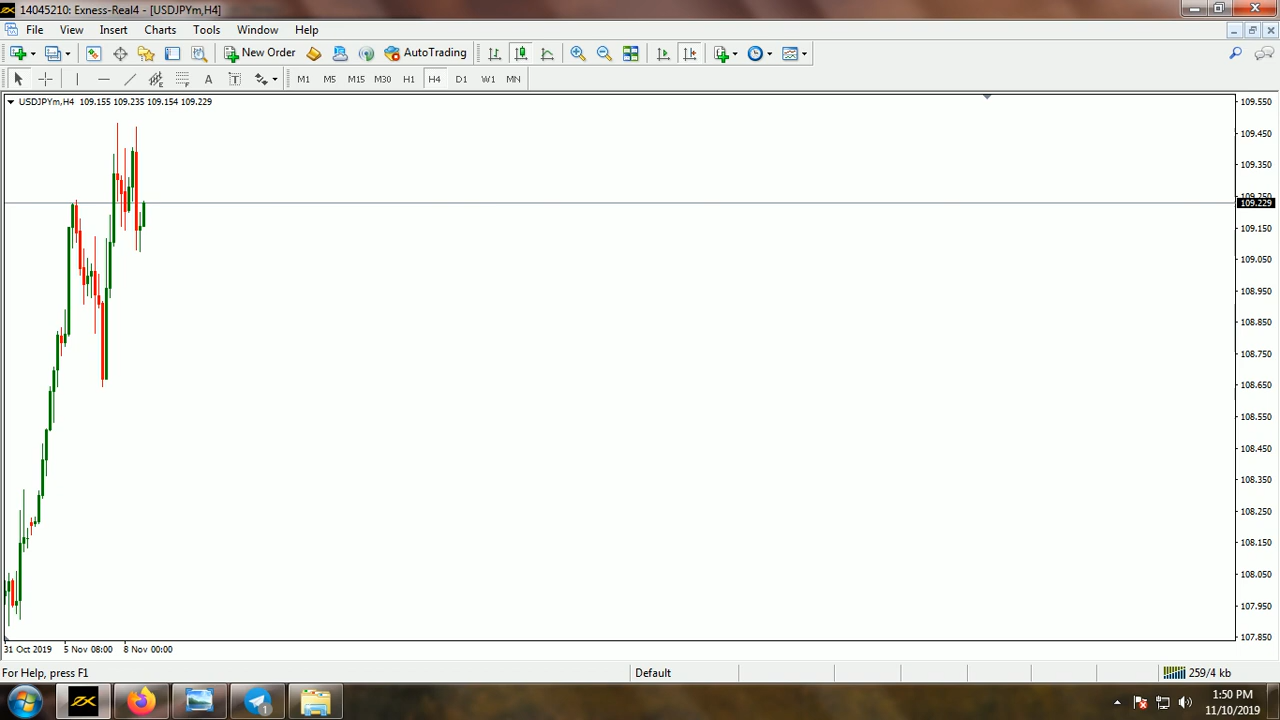 14045210: Exness-Real4 - [USDJPYm,H4]
File View Insert Charts Tools Window Help
New Order AutoTrading
A T M1 M5 M15 M30 H1 H4 D1 W1 MN
USDJPYm,H4 109.155 109.235 109.154 109.229
109.550
109.450
109.350
109.250
109.229
109.150
109.050
108.950
108.850
108.750
108.650
108.550
108.450
108.350
108.250
108.150
108.050
107.950
107.850
31 Oct 2019 5 Nov 08:00 8 Nov 00:00
For Help, press F1 Default 259/4 kb
1:50 PM
1
11/10/2019